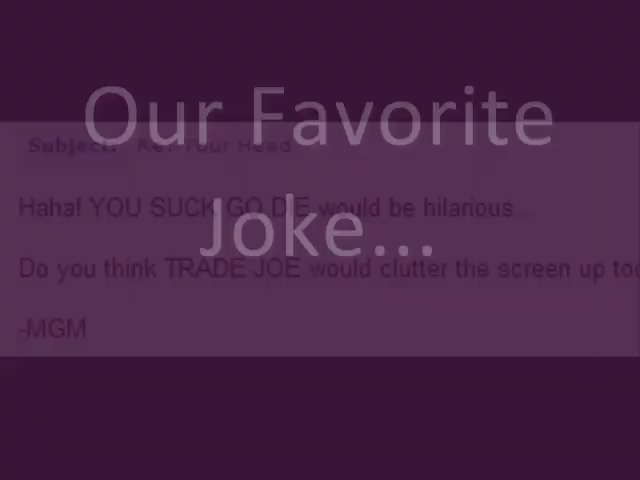 Our Favorite
Subject: Re: Your Head
Haha! YOU SUCK GO DIE would be hilarious...
Joke...
Do you think TRADE JOE would clutter the screen up to
-MGM